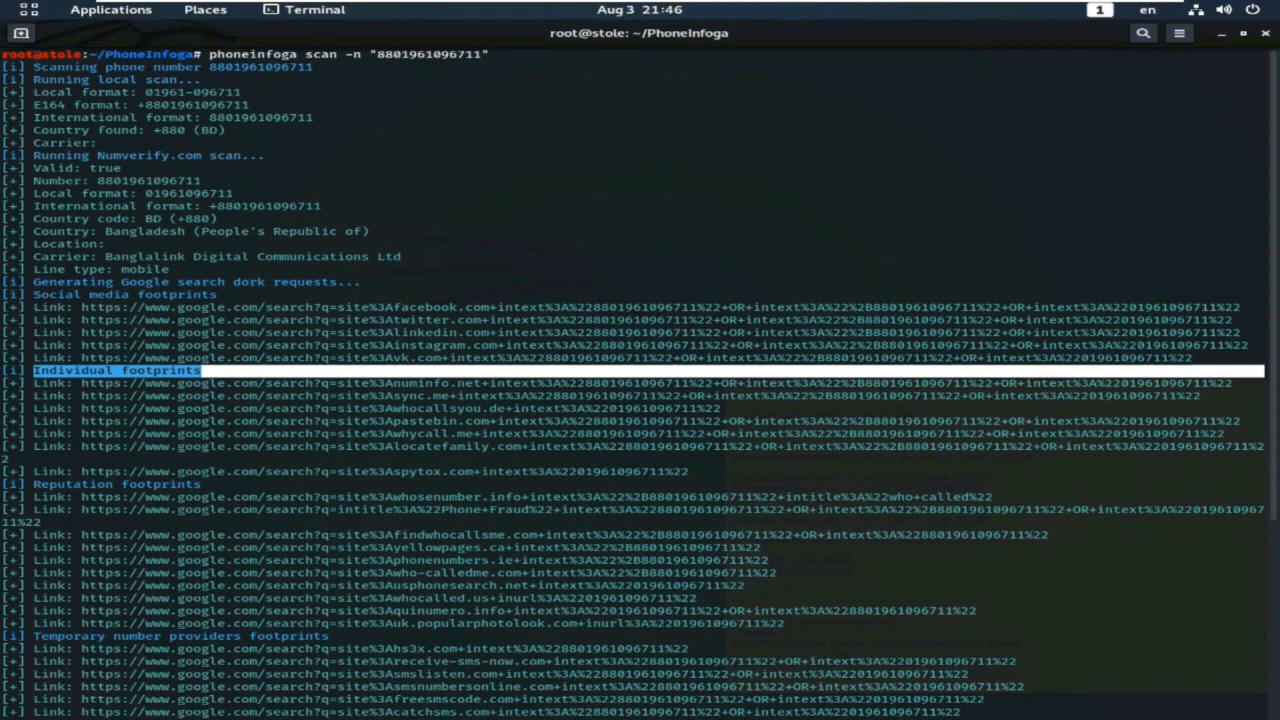 Applications Places Terminal Aug 3 21:46 1 en
root@stole: ~/PhoneInfoga
root@stole:~/PhoneInfoga# phoneinfoga scan -n "8801961096711"
[i] Scanning phone number 8801961096711
[i] Running local scan...
[+] Local format: 01961-096711
[+] E164 format: +8801961096711
[+] International format: 8801961096711
[+] Country found: +880 (BD)
[+] Carrier:
[i] Running Numverify.com scan...
[+] Valid: true
[+] Number: 8801961096711
[+] Local format: 01961096711
[+] International format: +8801961096711
[+] Country code: BD (+880)
[+] Country: Bangladesh (People's Republic of)
[+] Location:
[+] Carrier: Banglalink Digital Communications Ltd
[+] Line type: mobile
[i] Generating Google search dork requests...
[i] Social media footprints
[+] Link: https://www.google.com/search?q=site%3Afacebook.com+intext%3A%228801961096711%22+OR+intext%3A%22%2B8801961096711%22+OR+intext%3A%2201961096711%22
[+] Link: https://www.google.com/search?q=site%3Atwitter.com+intext%3A%228801961096711%22+OR+intext%3A%22%2B8801961096711%22+OR+intext%3A%2201961096711%22
[+] Link: https://www.google.com/search?q=site%3Alinkedin.com+intext%3A%228801961096711%22+OR+intext%3A%22%2B8801961096711%22+OR+intext%3A%2201961096711%22
[+] Link: https://www.google.com/search?q=site%3Ainstagram.com+intext%3A%228801961096711%22+OR+intext%3A%22%2B8801961096711%22+OR+intext%3A%2201961096711%22
[+] Link: https://www.google.com/search?q=site%3Avk.com+intext%3A%228801961096711%22+OR+intext%3A%22%2B8801961096711%22+OR+intext%3A%2201961096711%22
[i] Individual footprints
[+] Link: https://www.google.com/search?q=site%3Anuminfo.net+intext%3A%228801961096711%22+OR+intext%3A%22%2B8801961096711%22+OR+intext%3A%2201961096711%22
[+] Link: https://www.google.com/search?q=site%3Async.me+intext%3A%228801961096711%22+OR+intext%3A%22%2B8801961096711%22+OR+intext%3A%2201961096711%22
[+] Link: https://www.google.com/search?q=site%3Awhocallsyou.de+intext%3A%2201961096711%22
[+] Link: https://www.google.com/search?q=site%3Apastebin.com+intext%3A%228801961096711%22+OR+intext%3A%22%2B8801961096711%22+OR+intext%3A%2201961096711%22
[+] Link: https://www.google.com/search?q=site%3Awhycall.me+intext%3A%228801961096711%22+OR+intext%3A%22%2B8801961096711%22+OR+intext%3A%2201961096711%22
[+] Link: https://www.google.com/search?q=site%3Alocatefamily.com+intext%3A%228801961096711%22+OR+intext%3A%22%2B8801961096711%22+OR+intext%3A%2201961096711%2
2
[+] Link: https://www.google.com/search?q=site%3Aspytox.com+intext%3A%2201961096711%22
[i] Reputation footprints
[+] Link: https://www.google.com/search?q=site%3Awhosenumber.info+intext%3A%22%2B8801961096711%22+intitle%3A%22who+called%22
[+] Link: https://www.google.com/search?q=intitle%3A%22Phone+Fraud%22+intext%3A%228801961096711%22+OR+intext%3A%22%2B8801961096711%22+OR+intext%3A%22019610967
11%22
[+] Link: https://www.google.com/search?q=site%3Afindwhocallsme.com+intext%3A%22%2B8801961096711%22+OR+intext%3A%228801961096711%22
[+] Link: https://www.google.com/search?q=site%3Ayellowpages.ca+intext%3A%22%2B8801961096711%22
[+] Link: https://www.google.com/search?q=site%3Aphonenumbers.ie+intext%3A%22%2B8801961096711%22
[+] Link: https://www.google.com/search?q=site%3Awho-calledme.com+intext%3A%22%2B8801961096711%22
[+] Link: https://www.google.com/search?q=site%3Ausphonesearch.net+intext%3A%2201961096711%22
[+] Link: https://www.google.com/search?q=site%3Awhocalled.us+inurl%3A%2201961096711%22
[+] Link: https://www.google.com/search?q=site%3Aquinumero.info+intext%3A%2201961096711%22+OR+intext%3A%228801961096711%22
[+] Link: https://www.google.com/search?q=site%3Auk.popularphotolook.com+inurl%3A%2201961096711%22
[i] Temporary number providers footprints
[+] Link: https://www.google.com/search?q=site%3Ahs3x.com+intext%3A%2201961096711%22
[+] Link: https://www.google.com/search?q=site%3Areceive-sms-now.com+intext%3A%228801961096711%22+OR+intext%3A%2201961096711%22
[+] Link: https://www.google.com/search?q=site%3Asmslisten.com+intext%3A%228801961096711%22+OR+intext%3A%2201961096711%22
[+] Link: https://www.google.com/search?q=site%3Asmsnumbersonline.com+intext%3A%228801961096711%22+OR+intext%3A%2201961096711%22
[+] Link: https://www.google.com/search?q=site%3Afreesmscode.com+intext%3A%228801961096711%22+OR+intext%3A%2201961096711%22
[+] Link: https://www.google.com/search?q=site%3Acatchsms.com+intext%3A%228801961096711%22+OR+intext%3A%2201961096711%22